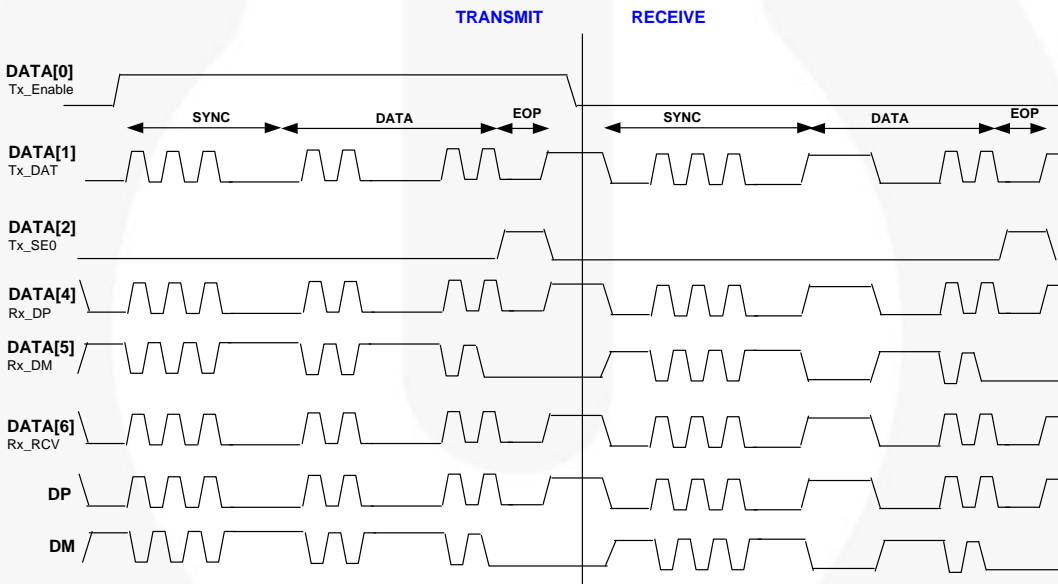 TRANSMIT RECEIVE
DATA[0]
Tx_Enable
SYNC DATA EOP SYNC DATA EOP
DATA[1]
Tx_DAT
DATA[2]
Tx_SE0
DATA[4]
Rx_DP
DATA[5]
Rx_DM
DATA[6]
Rx_RCV
DP
DM